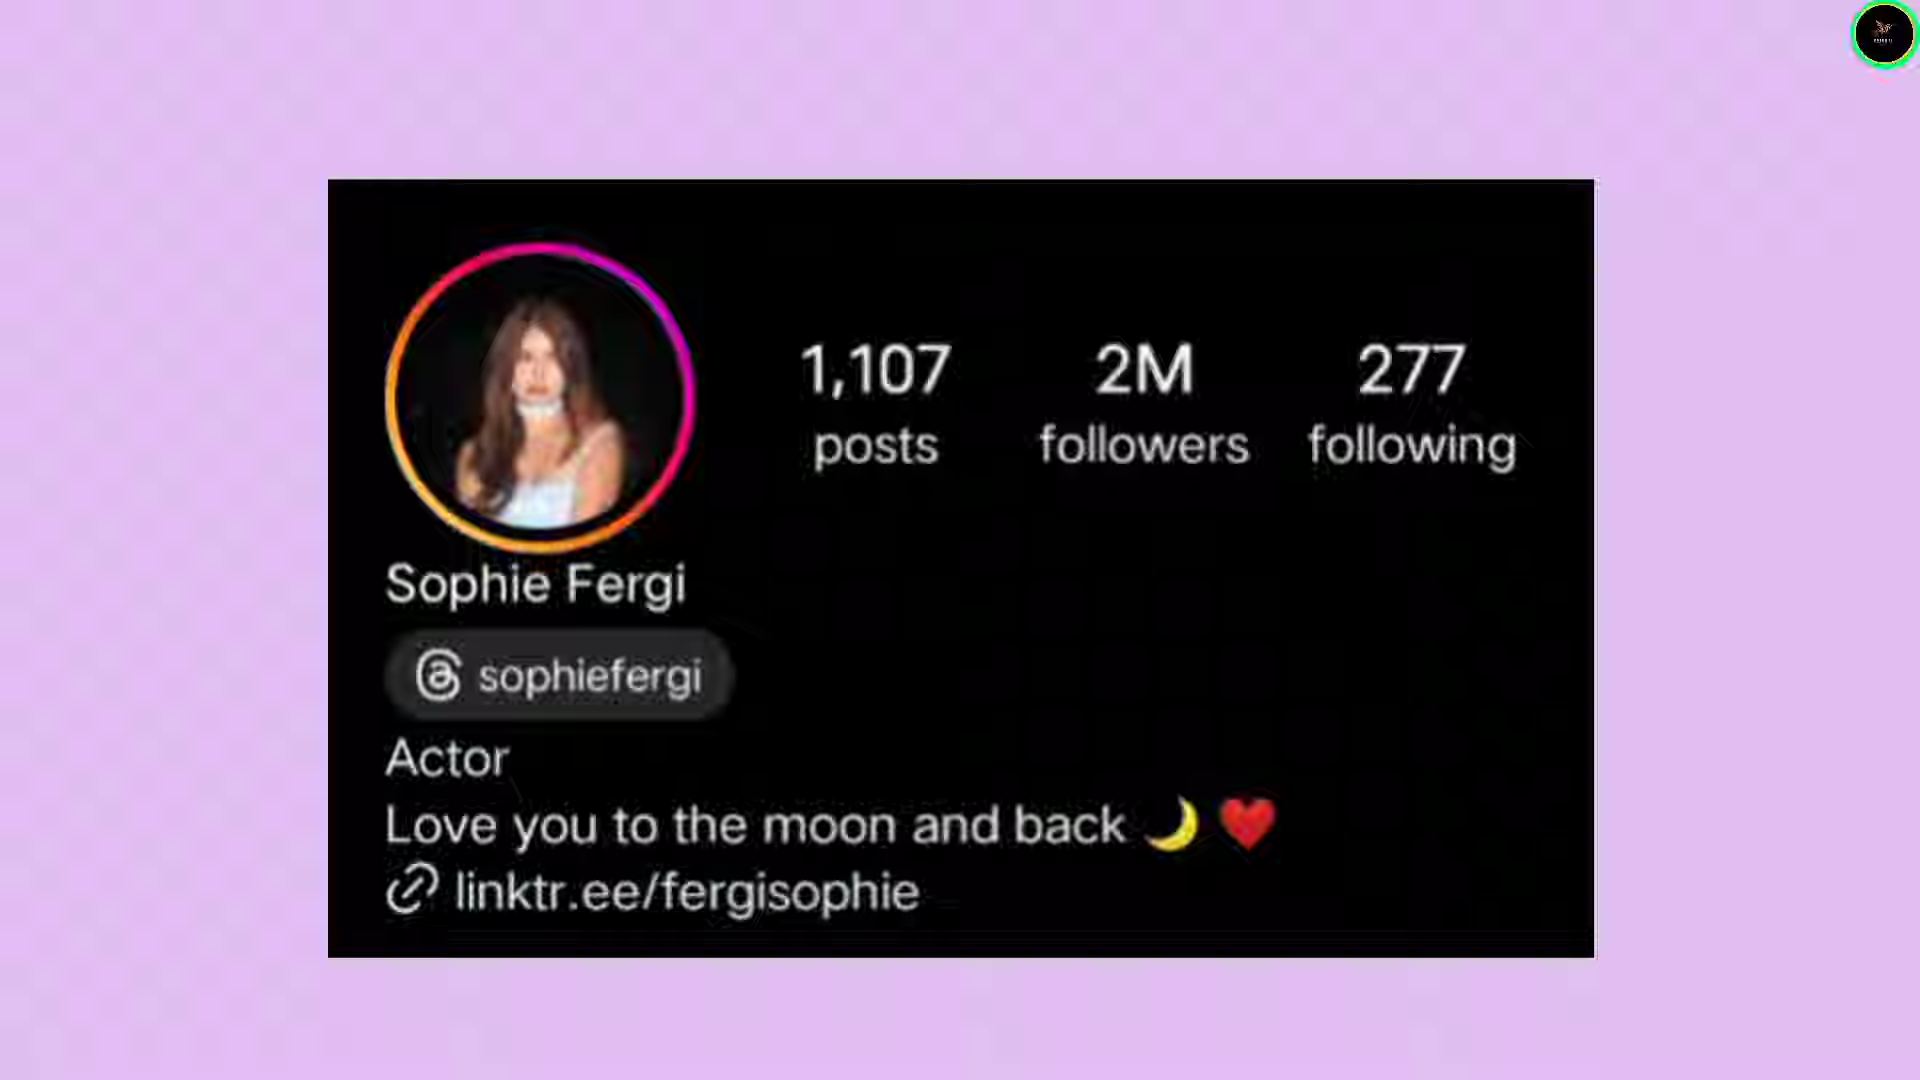 1,107 2M 277
posts followers following
Sophie Fergi
sophiefergi
Actor
Love you to the moon and back 🌙 ❤️
linktr.ee/fergisophie